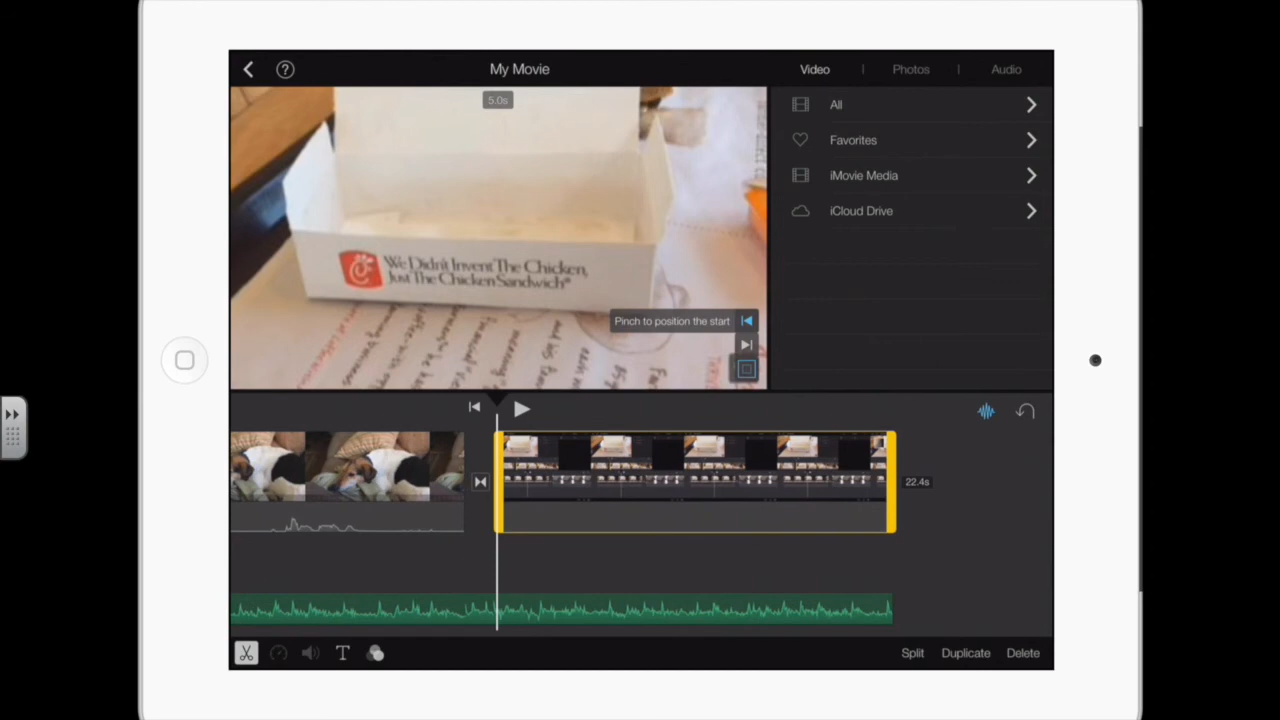 My Movie
Video
Photos
Audio
5.0s
All
Favorites
iMovie Media
iCloud Drive
We Didn't Invent The Chicken,
Just The Chicken Sandwich®
Pinch to position the start
22.4s
T
Split
Duplicate
Delete